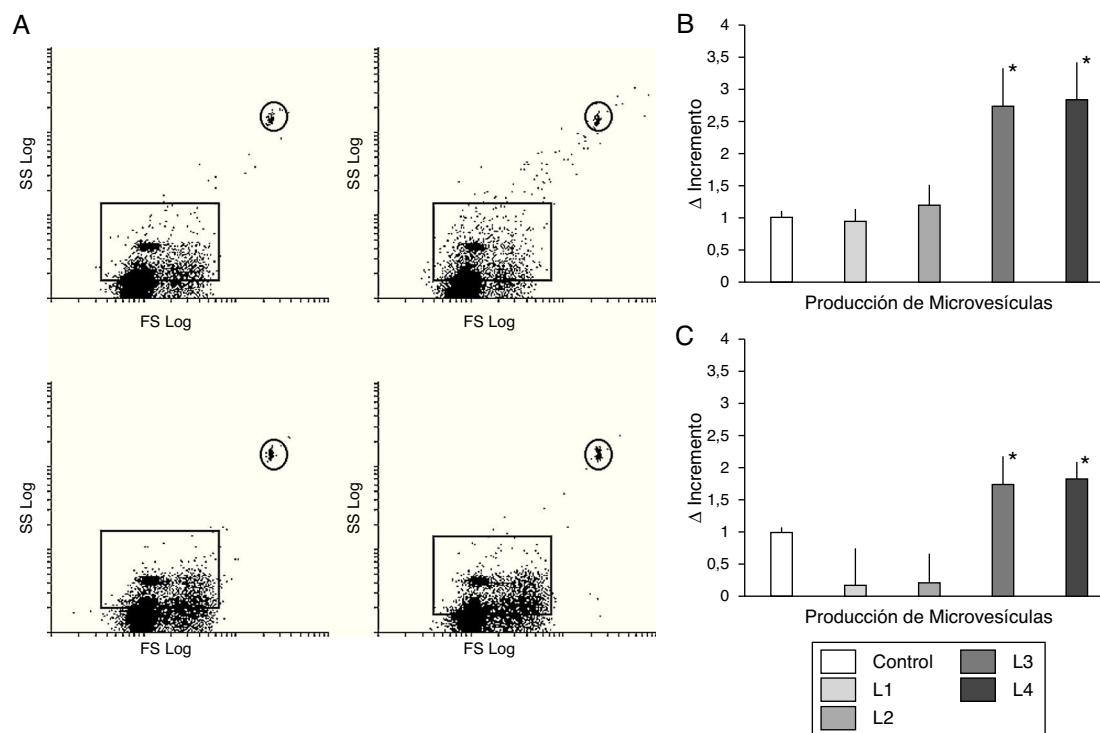 A
SS Log
FS Log
SS Log
FS Log
SS Log
FS Log
SS Log
FS Log
B
Δ Incremento
4
3,5
3
2,5
2
1,5
1
0,5
0
*
*
Producción de Microvesículas
C
Δ Incremento
4
3,5
3
2,5
2
1,5
1
0,5
0
*
*
Producción de Microvesículas
Control
L1
L2
L3
L4